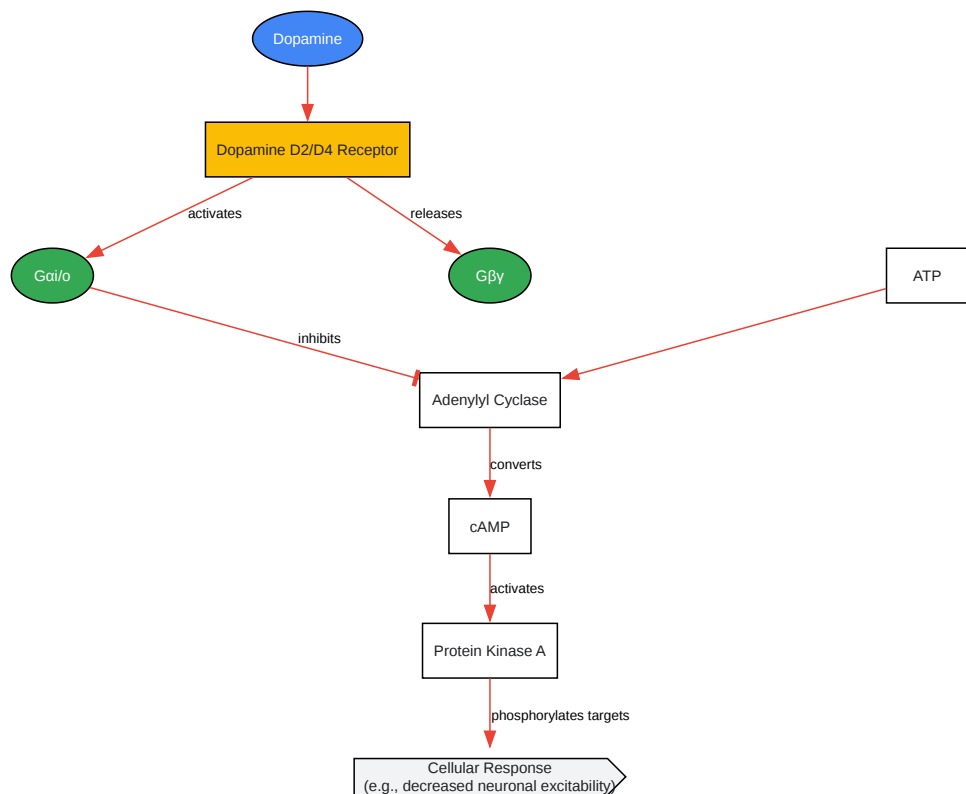 Dopamine
Dopamine D2/D4 Receptor
activates
releases
Gαi/o
Gβγ
ATP
inhibits
Adenylyl Cyclase
converts
cAMP
activates
Protein Kinase A
phosphorylates targets
Cellular Response
(e.g., decreased neuronal excitability)